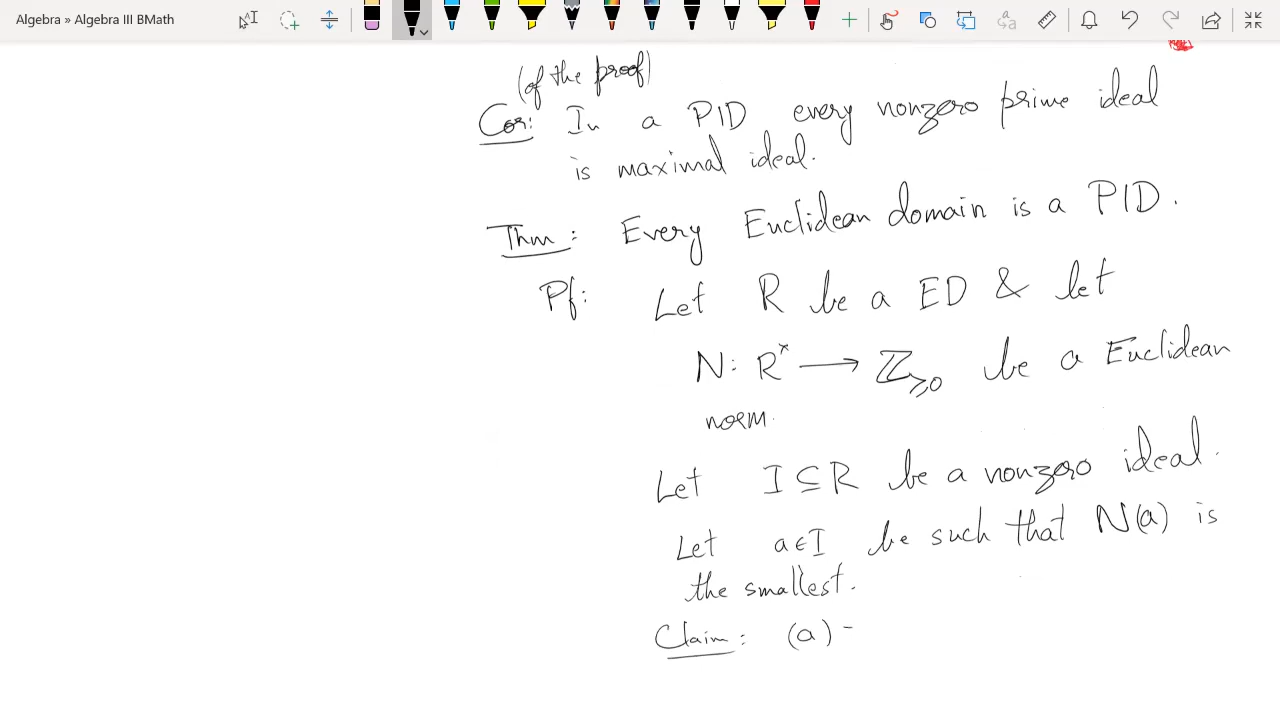 Algebra » Algebra III BMath
(of the proof)
Cor: In a PID every nonzero prime ideal
is maximal ideal.
Thm: Every Euclidean domain is a PID.
Pf: Let R be a ED & let
N: R^x ⟶ ℤ_≥0 be a Euclidean
norm.
Let I ⊆ R be a nonzero ideal.
Let a ∈ I be such that N(a) is
the smallest.
Claim: (a) -